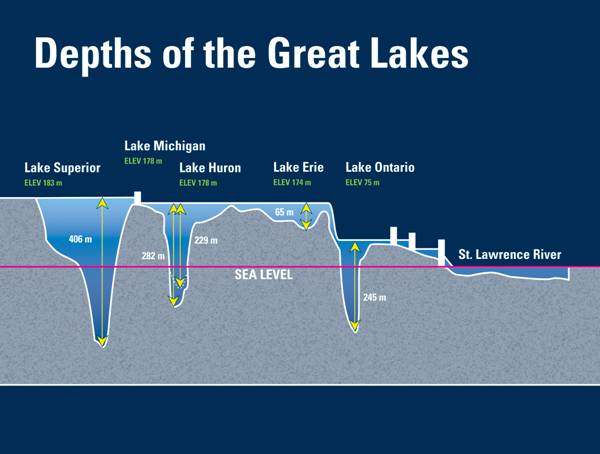 Depths of the Great Lakes
Lake Michigan
ELEV 178 m
Lake Superior
ELEV 183 m
Lake Huron
ELEV 178 m
Lake Erie
ELEV 174 m
Lake Ontario
ELEV 75 m
65 m
406 m
229 m
282 m
St. Lawrence River
SEA LEVEL
245 m